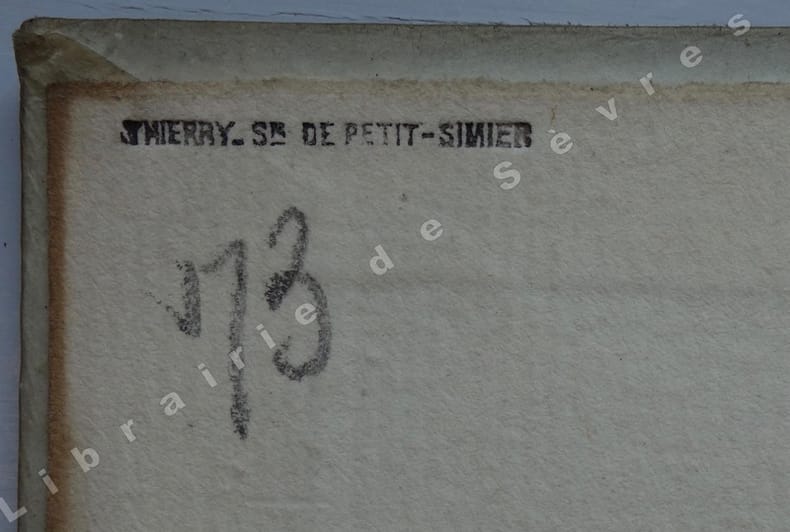 THIERRY. SR DE PETIT-SIMIER
73
Librairie de Sèvres